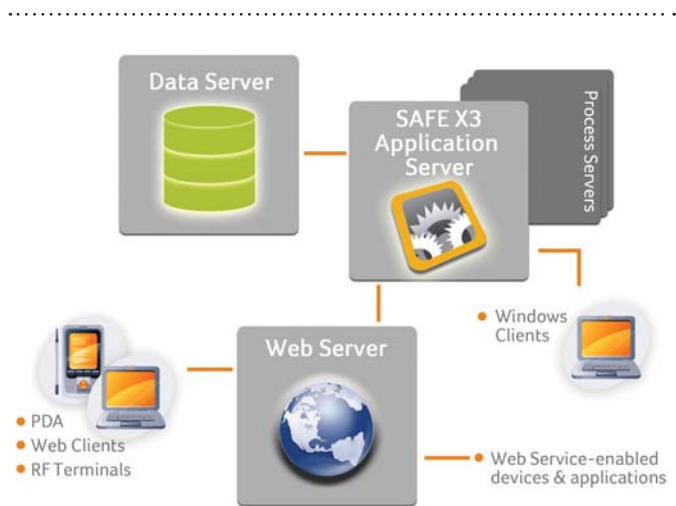 Data Server
SAFE X3
Application
Server
Process Servers
Windows
Clients
Web Server
PDA
Web Clients
RF Terminals
Web Service-enabled
devices & applications